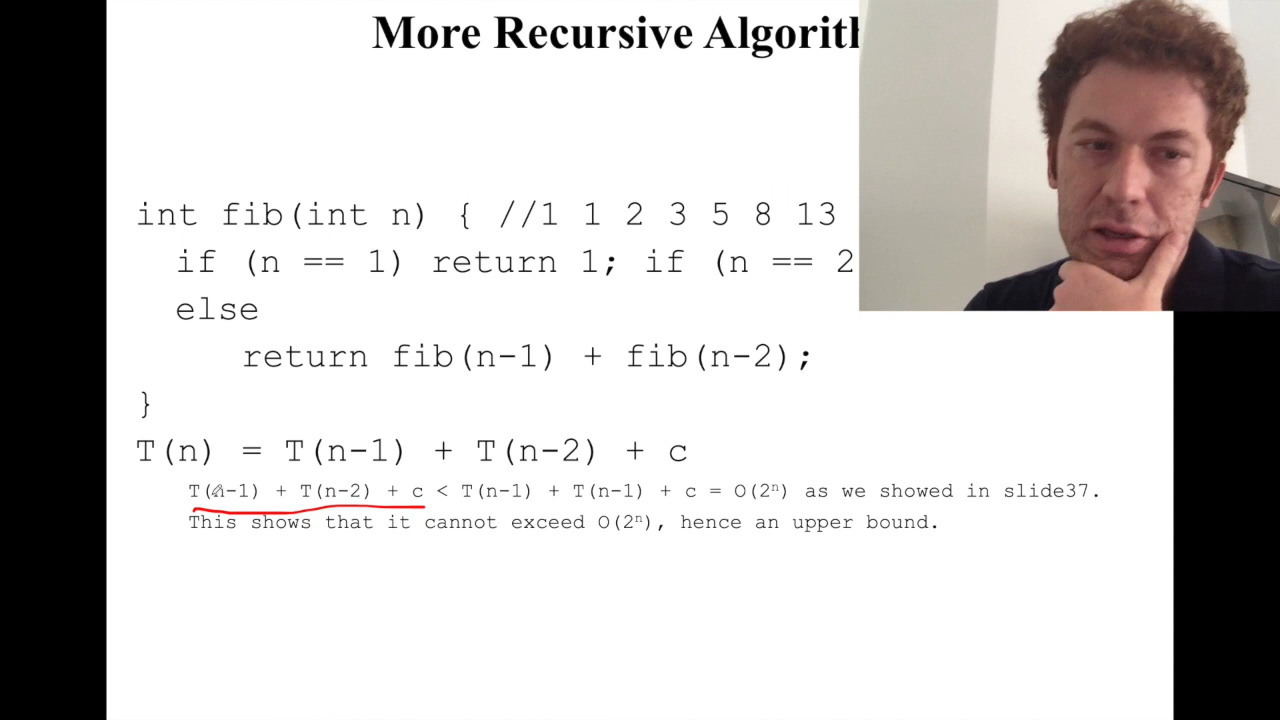 More Recursive
int fib(int n) { //1 1 2 3 5 8 13
if (n == 1) return 1; if (n == 2
else
return fib(n-1) + fib(n-2);
}
T(n) = T(n-1) + T(n-2) + c
T(n-1) + T(n-2) + c < T(n-1) + T(n-1) + c = O(2ⁿ) as we showed in slide37.
This shows that it cannot exceed O(2ⁿ), hence an upper bound.